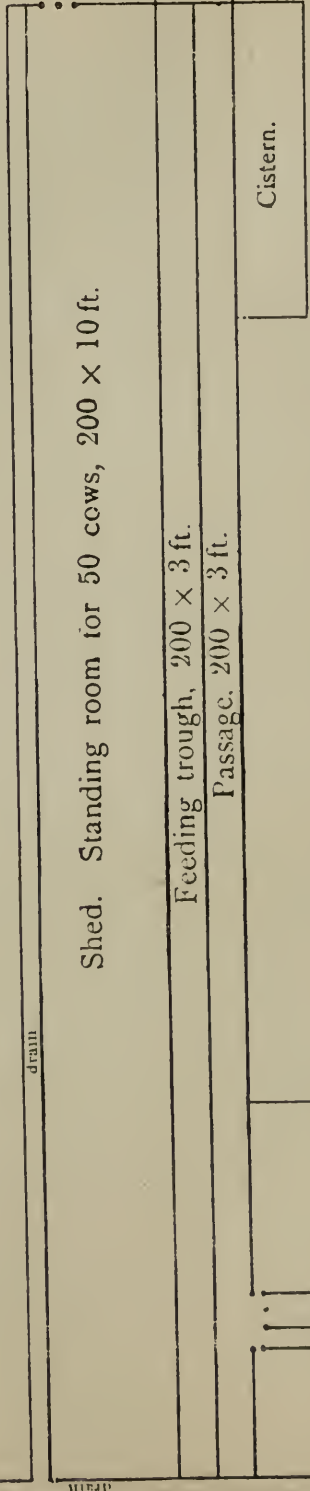 drain
Shed. Standing room for 50 cows, 200 × 10 ft.
Feeding trough, 200 × 3 ft.
Passage. 200 × 3 ft.
Cistern.
drain